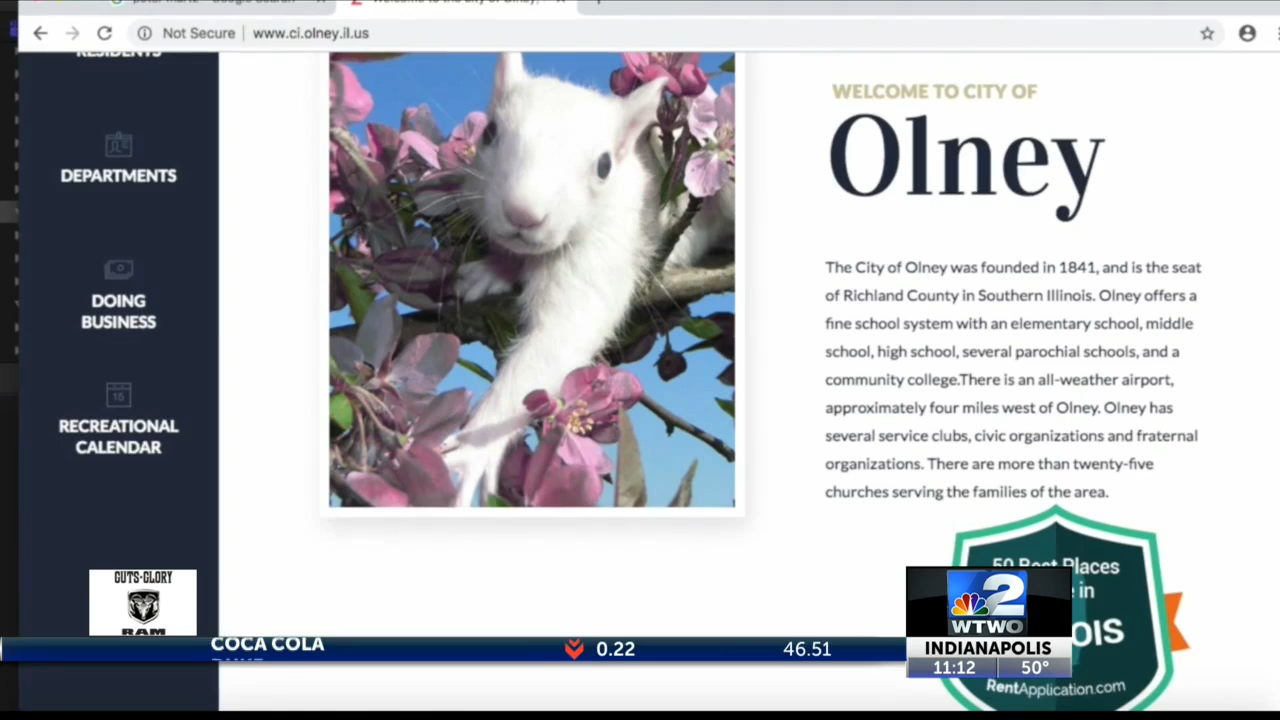 Not Secure | www.ci.olney.il.us
RESIDENTS
DEPARTMENTS
DOING
BUSINESS
15
RECREATIONAL
CALENDAR
WELCOME TO CITY OF
Olney
The City of Olney was founded in 1841, and is the seat
of Richland County in Southern Illinois. Olney offers a
fine school system with an elementary school, middle
school, high school, several parochial schools, and a
community college.There is an all-weather airport,
approximately four miles west of Olney. Olney has
several service clubs, civic organizations and fraternal
organizations. There are more than twenty-five
churches serving the families of the area.
50 Best Places
in
OIS
RentApplication.com
GUTS-GLORY
RAM
COCA COLA
0.22
46.51
2
WTWO
INDIANAPOLIS
11:12 50°